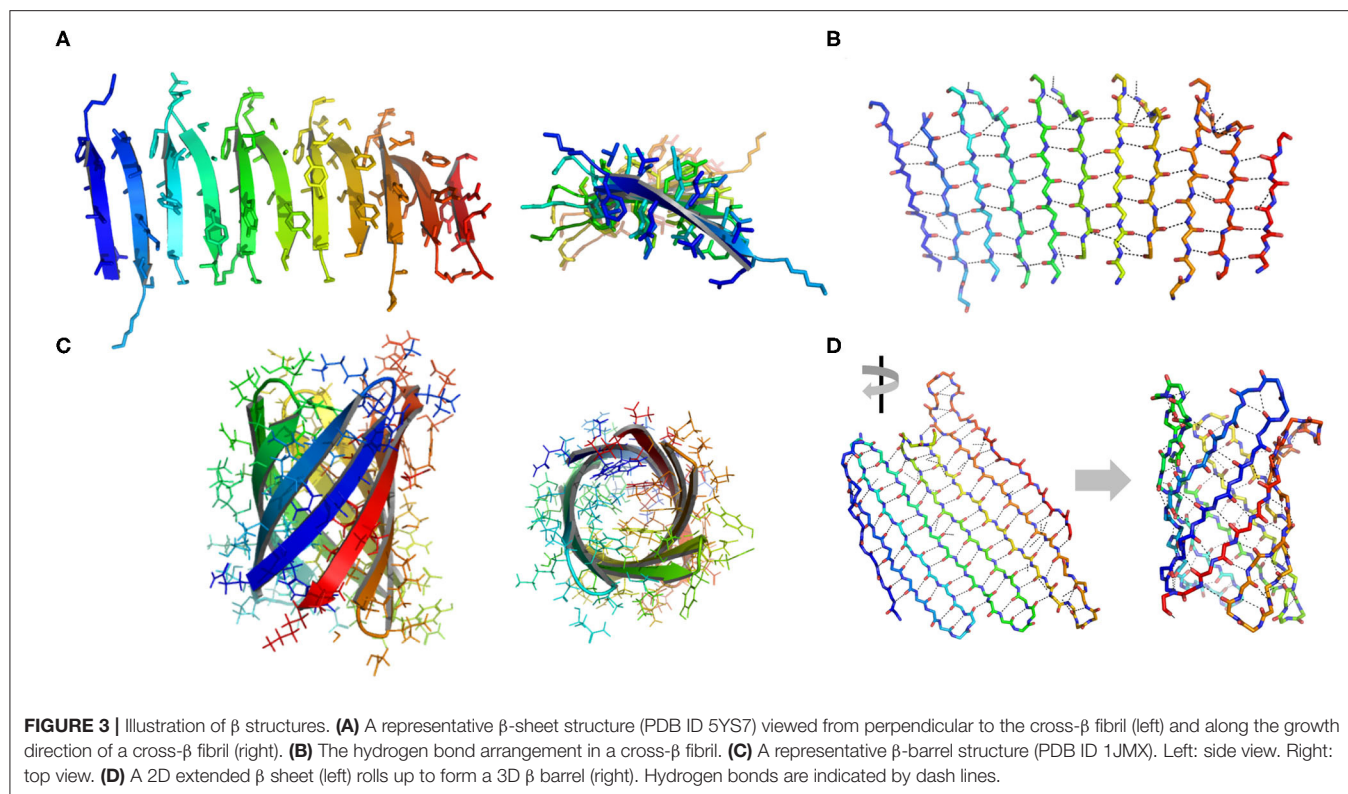 A
B
C
D
FIGURE 3 | Illustration of β structures. (A) A representative β-sheet structure (PDB ID 5YS7) viewed from perpendicular to the cross-β fibril (left) and along the growth
direction of a cross-β fibril (right). (B) The hydrogen bond arrangement in a cross-β fibril. (C) A representative β-barrel structure (PDB ID 1JMX). Left: side view. Right:
top view. (D) A 2D extended β sheet (left) rolls up to form a 3D β barrel (right). Hydrogen bonds are indicated by dash lines.